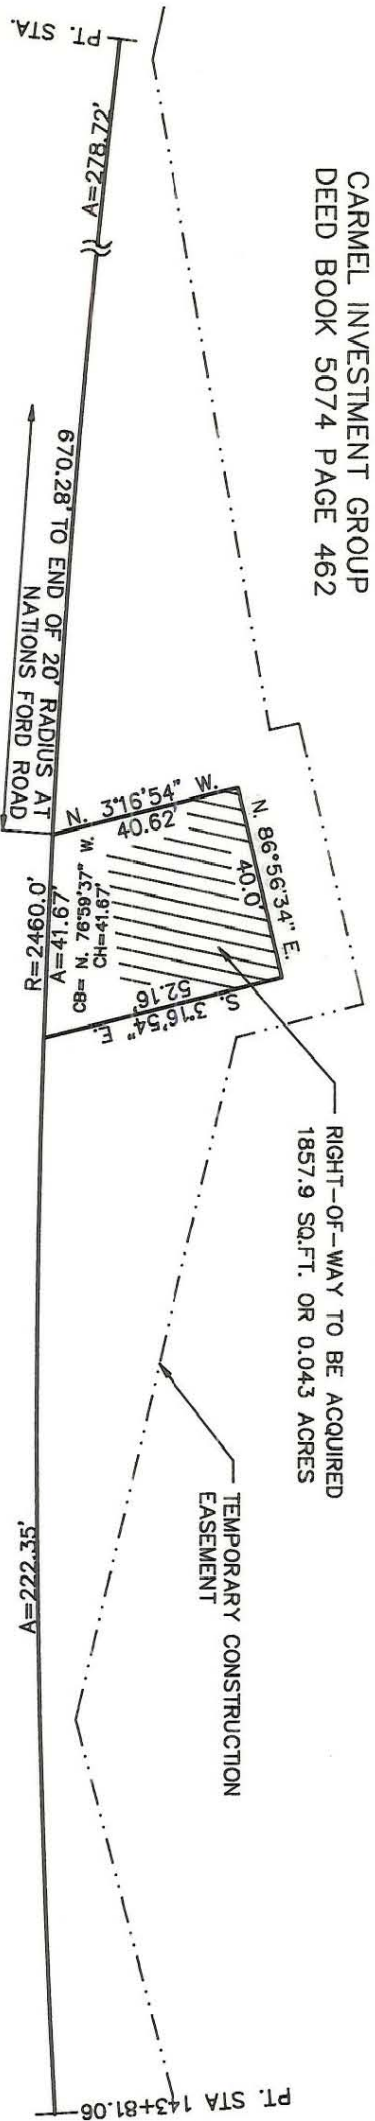 CARMEL INVESTMENT GROUP
DEED BOOK 5074 PAGE 462
PT. STA.
A=278.72'
670.28' TO END OF 20' RADIUS AT
NATIONS FORD ROAD
N. 3°16'54" W.
40.62'
N. 86°56'34" E.
40.0'
S. 3°16'54" E.
52.16'
CB= N. 76°59'37" W.
CH=41.67'
A=41.67'
R=2460.0'
RIGHT-OF-WAY TO BE ACQUIRED
1857.9 SQ.FT. OR 0.043 ACRES
TEMPORARY CONSTRUCTION
EASEMENT
A=222.35'
PT. STA 143+81.06